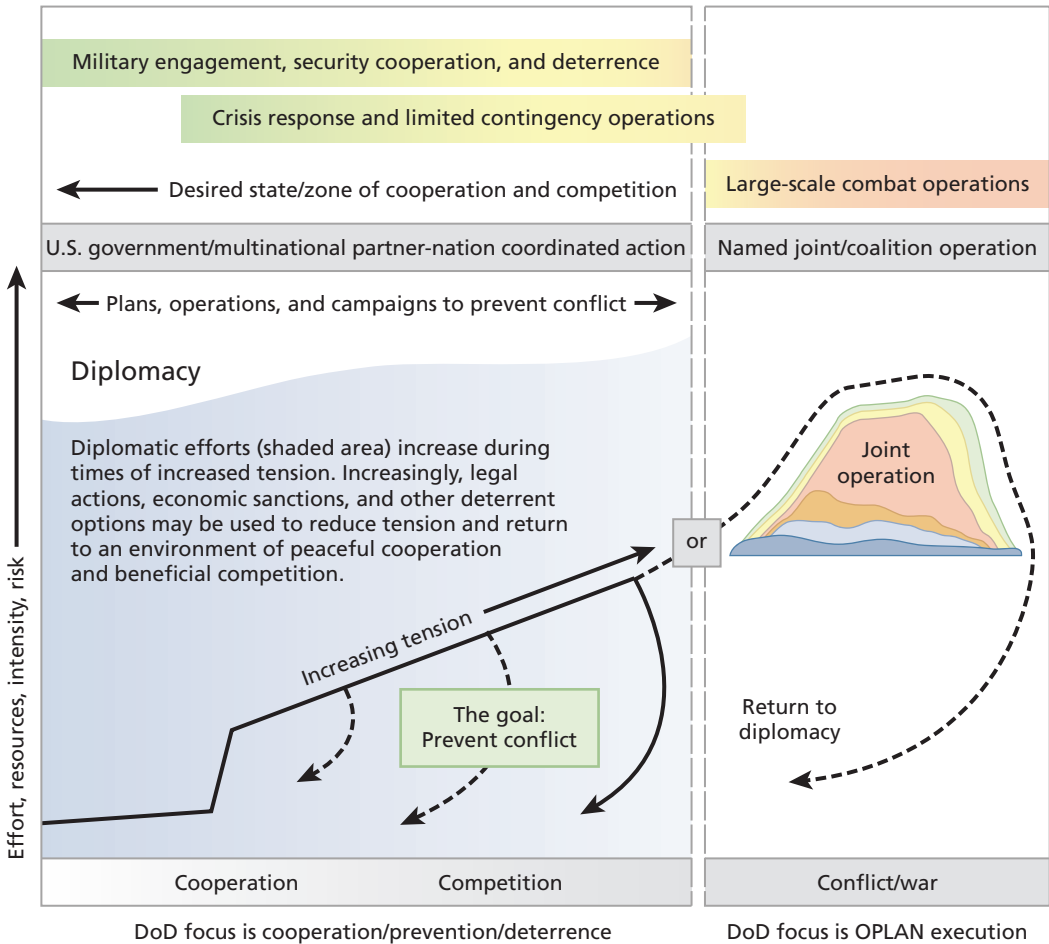 Military engagement, security cooperation, and deterrence
Crisis response and limited contingency operations
Desired state/zone of cooperation and competition
Large-scale combat operations
U.S. government/multinational partner-nation coordinated action
Named joint/coalition operation
Plans, operations, and campaigns to prevent conflict
Diplomacy
Diplomatic efforts (shaded area) increase during
times of increased tension. Increasingly, legal
actions, economic sanctions, and other deterrent
options may be used to reduce tension and return
to an environment of peaceful cooperation
and beneficial competition.
Joint
operation
or
Increasing tension
The goal:
Prevent conflict
Return to
diplomacy
Effort, resources, intensity, risk
Cooperation
Competition
Conflict/war
DoD focus is cooperation/prevention/deterrence
DoD focus is OPLAN execution